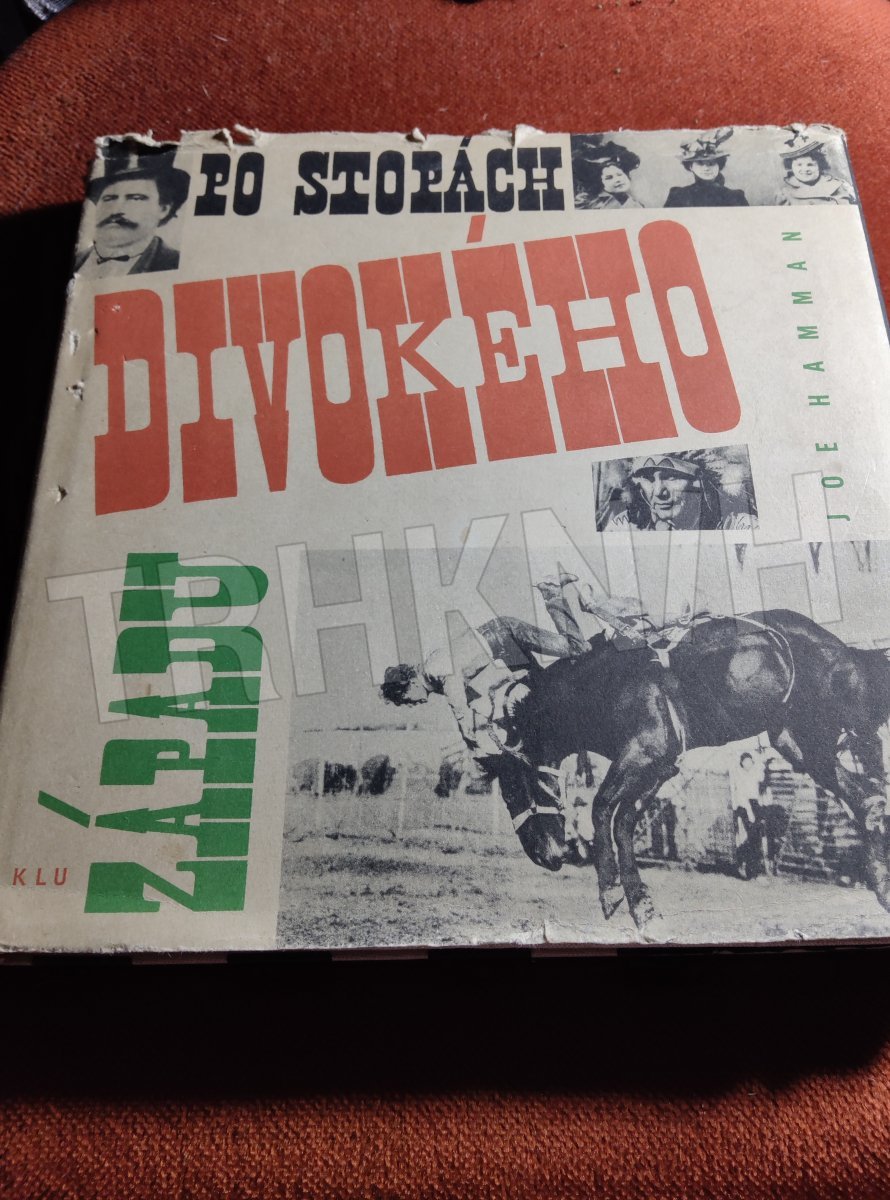 PO STOPÁCH
DIVOKÉHO
ZÁPADU
JOE HAMMAN
KLU
TRHKNIH